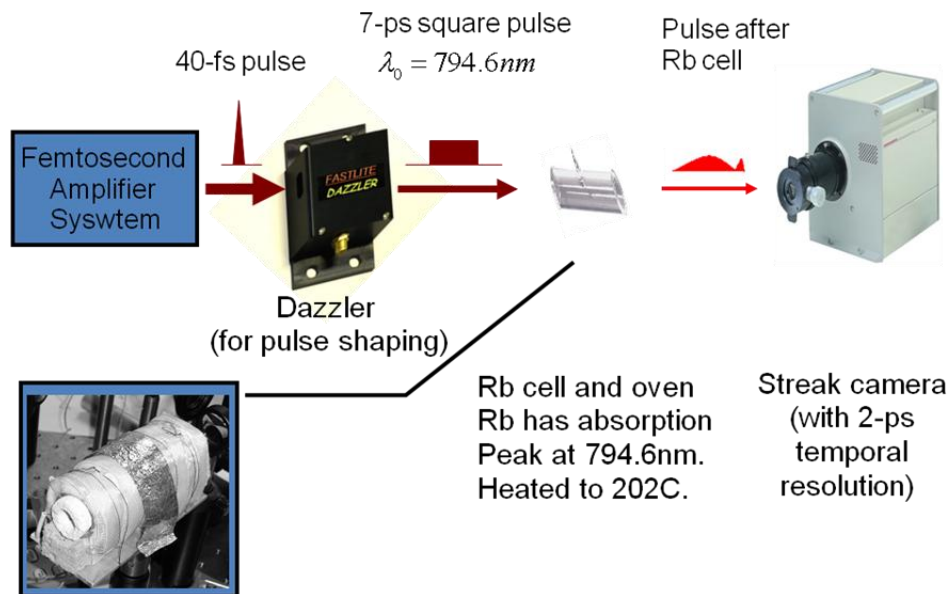 40-fs pulse
7-ps square pulse
λ₀ = 794.6nm
Pulse after
Rb cell
Femtosecond
Amplifier
Syswtem
FASTLITE
DAZZLER
Dazzler
(for pulse shaping)
Rb cell and oven
Rb has absorption
Peak at 794.6nm.
Heated to 202C.
Streak camera
(with 2-ps
temporal
resolution)